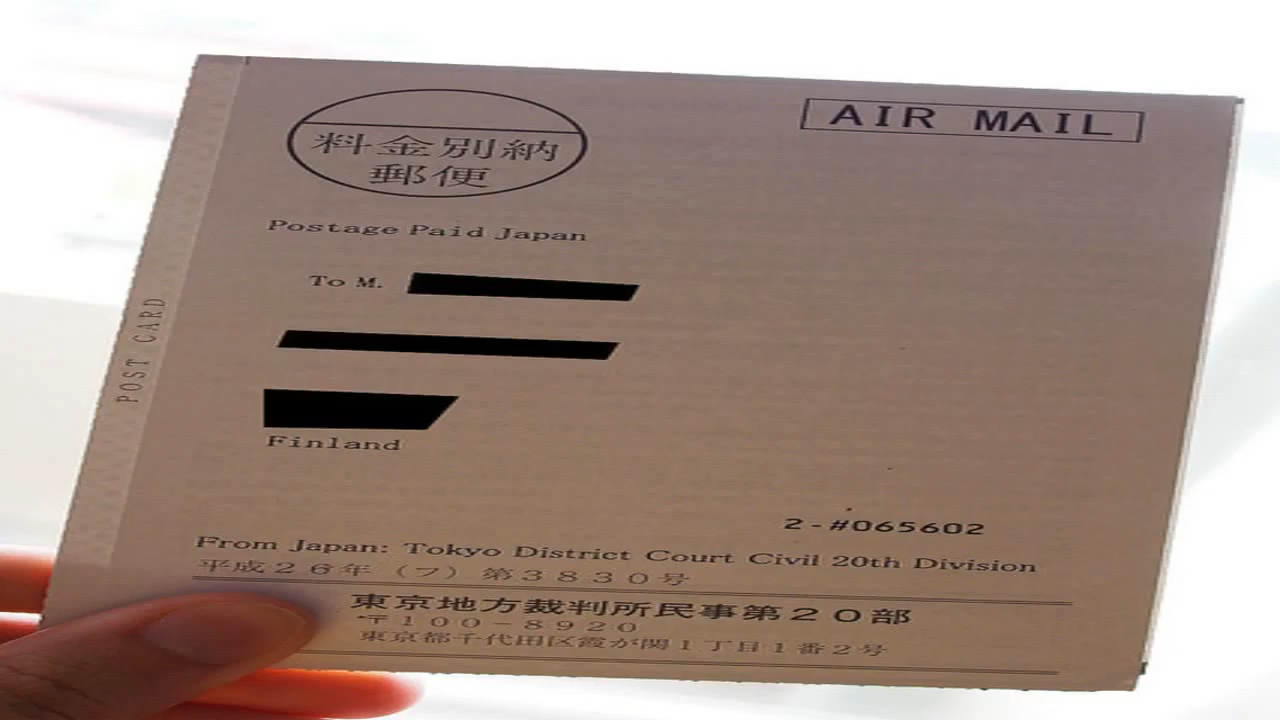 料金別納
郵便
AIR MAIL
Postage Paid Japan
To M.
Finland
POST CARD
2-#065602
From Japan: Tokyo District Court Civil 20th Division
平成26年（フ）第3830号
東京地方裁判所民事第20部
〒100-8920
東京都千代田区霞が関1丁目1番2号